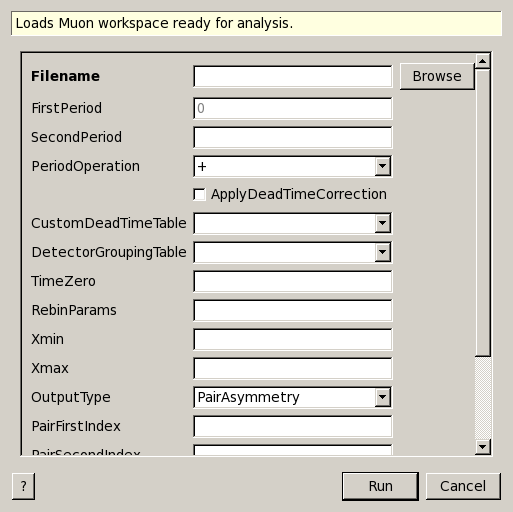 Loads Muon workspace ready for analysis.
Filename Browse
FirstPeriod 0
SecondPeriod
PeriodOperation +
ApplyDeadTimeCorrection
CustomDeadTimeTable
DetectorGroupingTable
TimeZero
RebinParams
Xmin
Xmax
OutputType PairAsymmetry
PairFirstIndex
PairSecondIndex
? Run Cancel